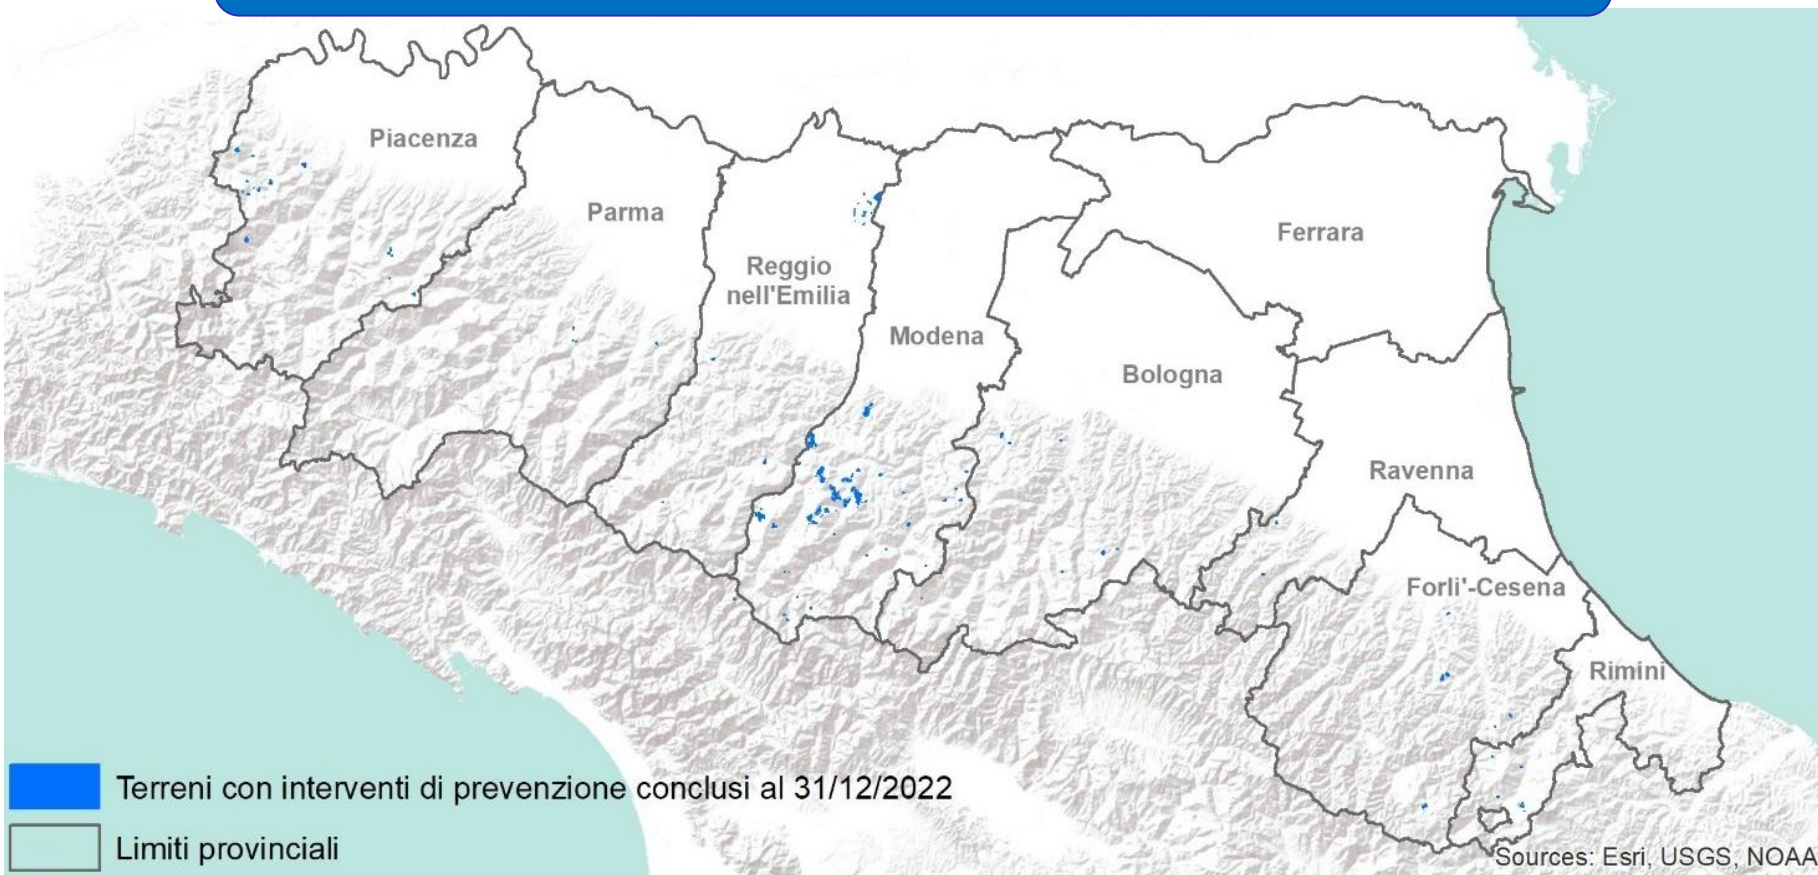 Piacenza
Parma
Reggio
nell'Emilia
Modena
Ferrara
Bologna
Ravenna
Forli'-Cesena
Rimini
Terreni con interventi di prevenzione conclusi al 31/12/2022
Limiti provinciali
Sources: Esri, USGS, NOAA